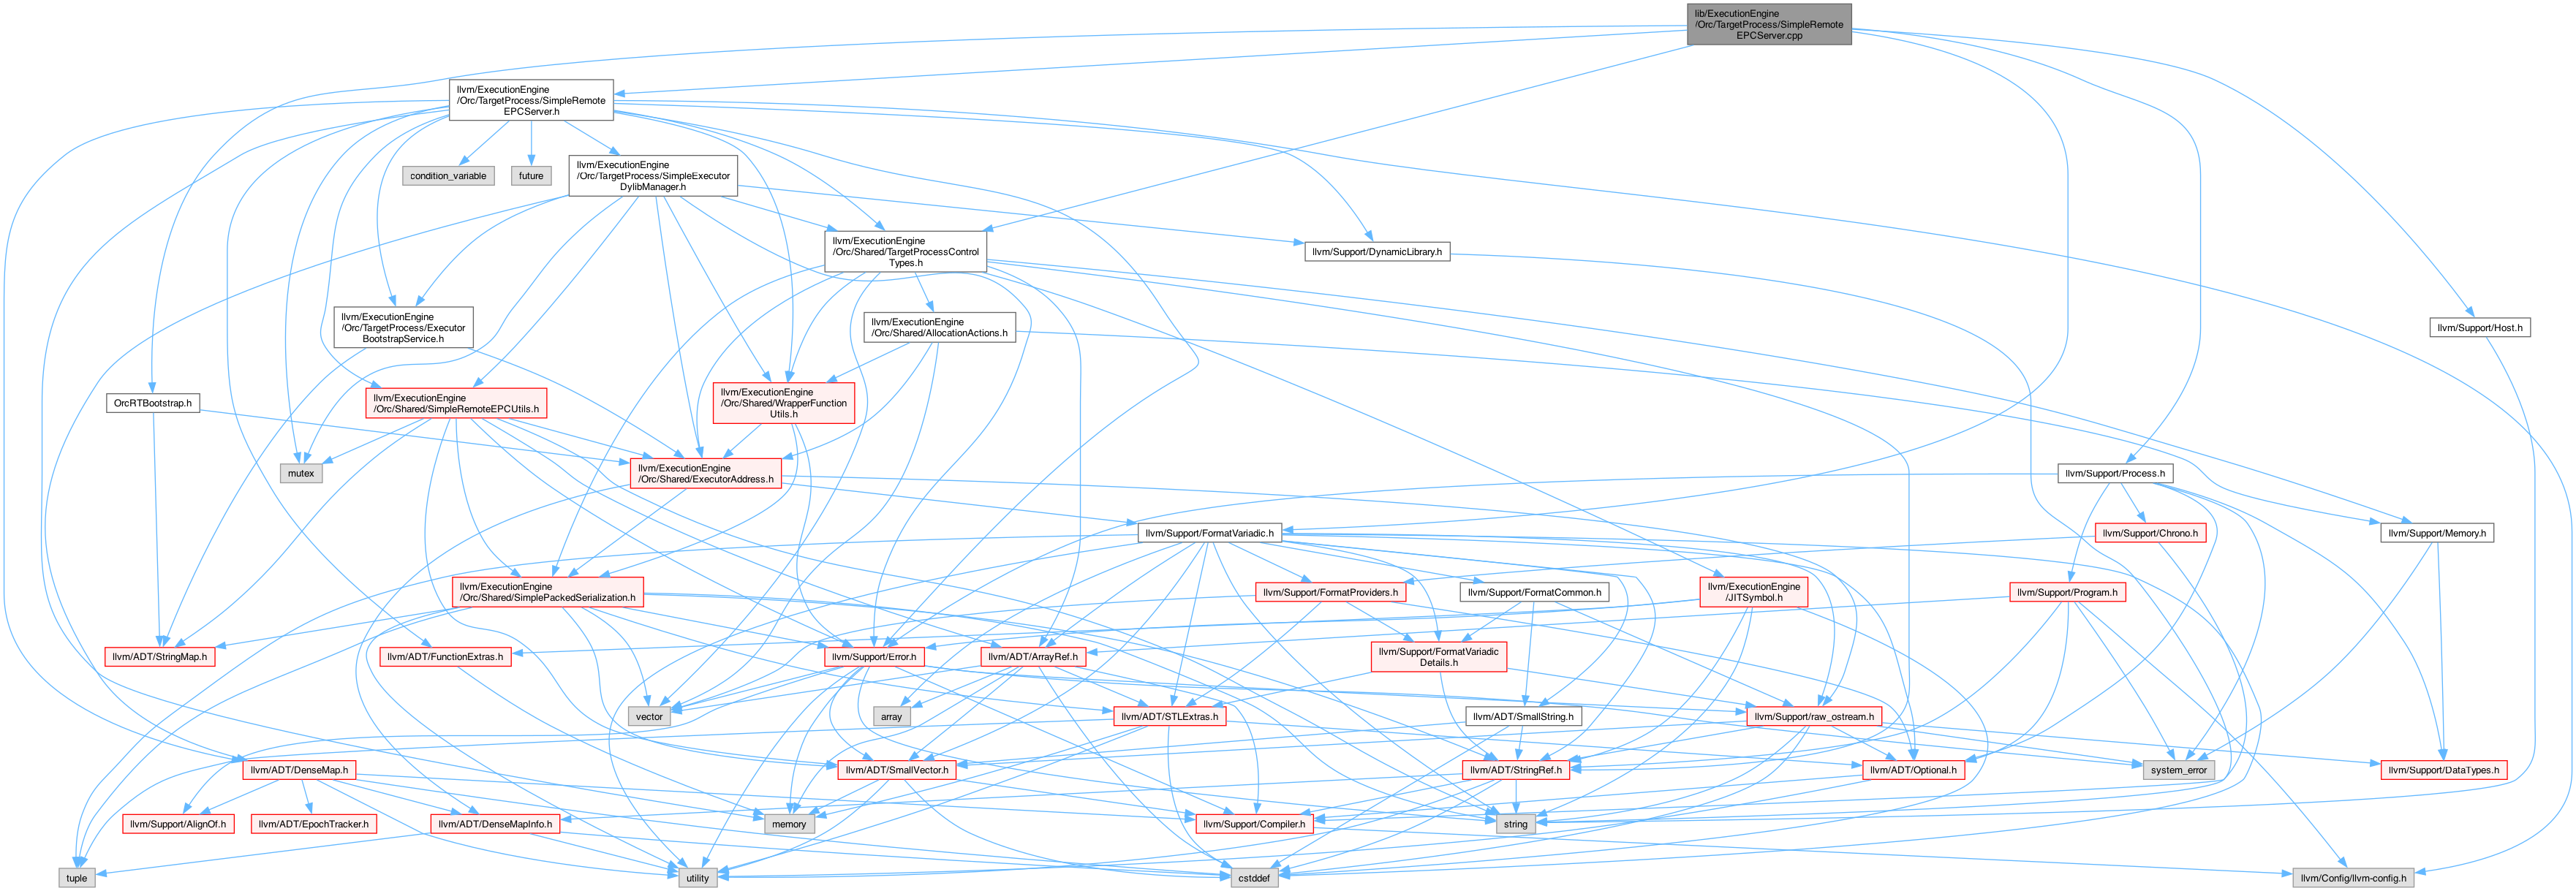 lib/ExecutionEngine
/Orc/TargetProcess/SimpleRemote
EPCServer.cpp
llvm/ExecutionEngine
/Orc/TargetProcess/SimpleRemote
EPCServer.h
condition_variable
future
llvm/ExecutionEngine
/Orc/TargetProcess/SimpleExecutor
DylibManager.h
llvm/ExecutionEngine
/Orc/Shared/TargetProcessControl
Types.h
llvm/Support/DynamicLibrary.h
llvm/ExecutionEngine
/Orc/TargetProcess/Executor
BootstrapService.h
llvm/ExecutionEngine
/Orc/Shared/AllocationActions.h
llvm/Support/Host.h
OrcRTBootstrap.h
llvm/ExecutionEngine
/Orc/Shared/SimpleRemoteEPCUtils.h
llvm/ExecutionEngine
/Orc/Shared/WrapperFunction
Utils.h
mutex
llvm/ExecutionEngine
/Orc/Shared/ExecutorAddress.h
llvm/Support/Process.h
llvm/Support/FormatVariadic.h
llvm/Support/Chrono.h
llvm/Support/Memory.h
llvm/ExecutionEngine
/Orc/Shared/SimplePackedSerialization.h
llvm/Support/FormatProviders.h
llvm/Support/FormatCommon.h
llvm/ExecutionEngine
/JITSymbol.h
llvm/Support/Program.h
llvm/ADT/StringMap.h
llvm/ADT/FunctionExtras.h
llvm/Support/Error.h
llvm/ADT/ArrayRef.h
llvm/Support/FormatVariadic
Details.h
vector
array
llvm/ADT/STLExtras.h
llvm/ADT/SmallString.h
llvm/Support/raw_ostream.h
llvm/ADT/DenseMap.h
llvm/ADT/SmallVector.h
llvm/ADT/StringRef.h
llvm/ADT/Optional.h
system_error
llvm/Support/DataTypes.h
llvm/Support/AlignOf.h
llvm/ADT/EpochTracker.h
llvm/ADT/DenseMapInfo.h
memory
llvm/Support/Compiler.h
string
tuple
utility
cstddef
llvm/Config/llvm-config.h